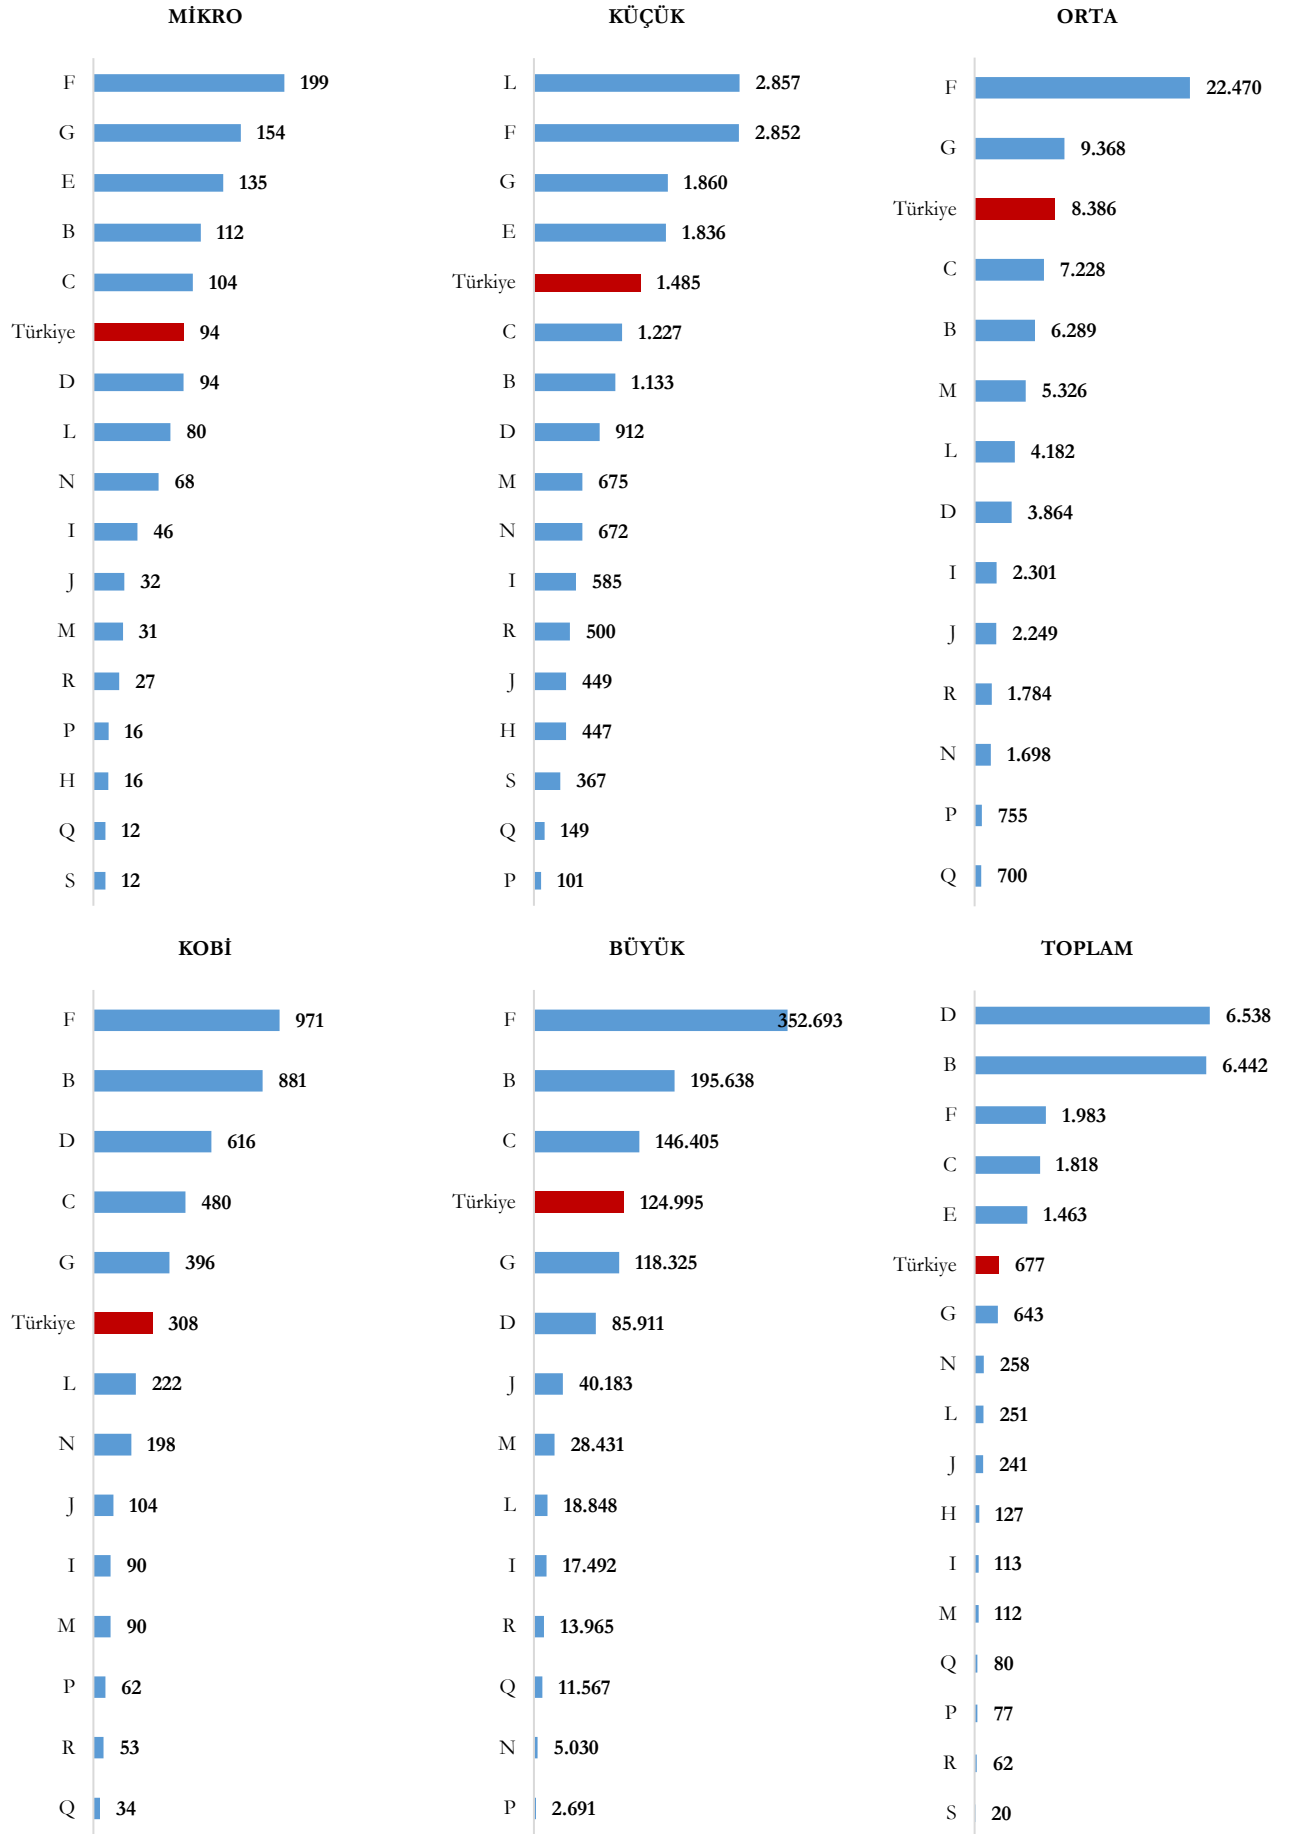 MİKRO
F 199
G 154
E 135
B 112
C 104
Türkiye 94
D 94
L 80
N 68
I 46
J 32
M 31
R 27
P 16
H 16
Q 12
S 12
KÜÇÜK
L 2.857
F 2.852
G 1.860
E 1.836
Türkiye 1.485
C 1.227
B 1.133
D 912
M 675
N 672
I 585
R 500
J 449
H 447
S 367
Q 149
P 101
ORTA
F 22.470
G 9.368
Türkiye 8.386
C 7.228
B 6.289
M 5.326
L 4.182
D 3.864
I 2.301
J 2.249
R 1.784
N 1.698
P 755
Q 700
KOBİ
F 971
B 881
D 616
C 480
G 396
Türkiye 308
L 222
N 198
J 104
I 90
M 90
P 62
R 53
Q 34
BÜYÜK
F 352.693
B 195.638
C 146.405
Türkiye 124.995
G 118.325
D 85.911
J 40.183
M 28.431
L 18.848
I 17.492
R 13.965
Q 11.567
N 5.030
P 2.691
TOPLAM
D 6.538
B 6.442
F 1.983
C 1.818
E 1.463
Türkiye 677
G 643
N 258
L 251
J 241
H 127
I 113
M 112
Q 80
P 77
R 62
S 20